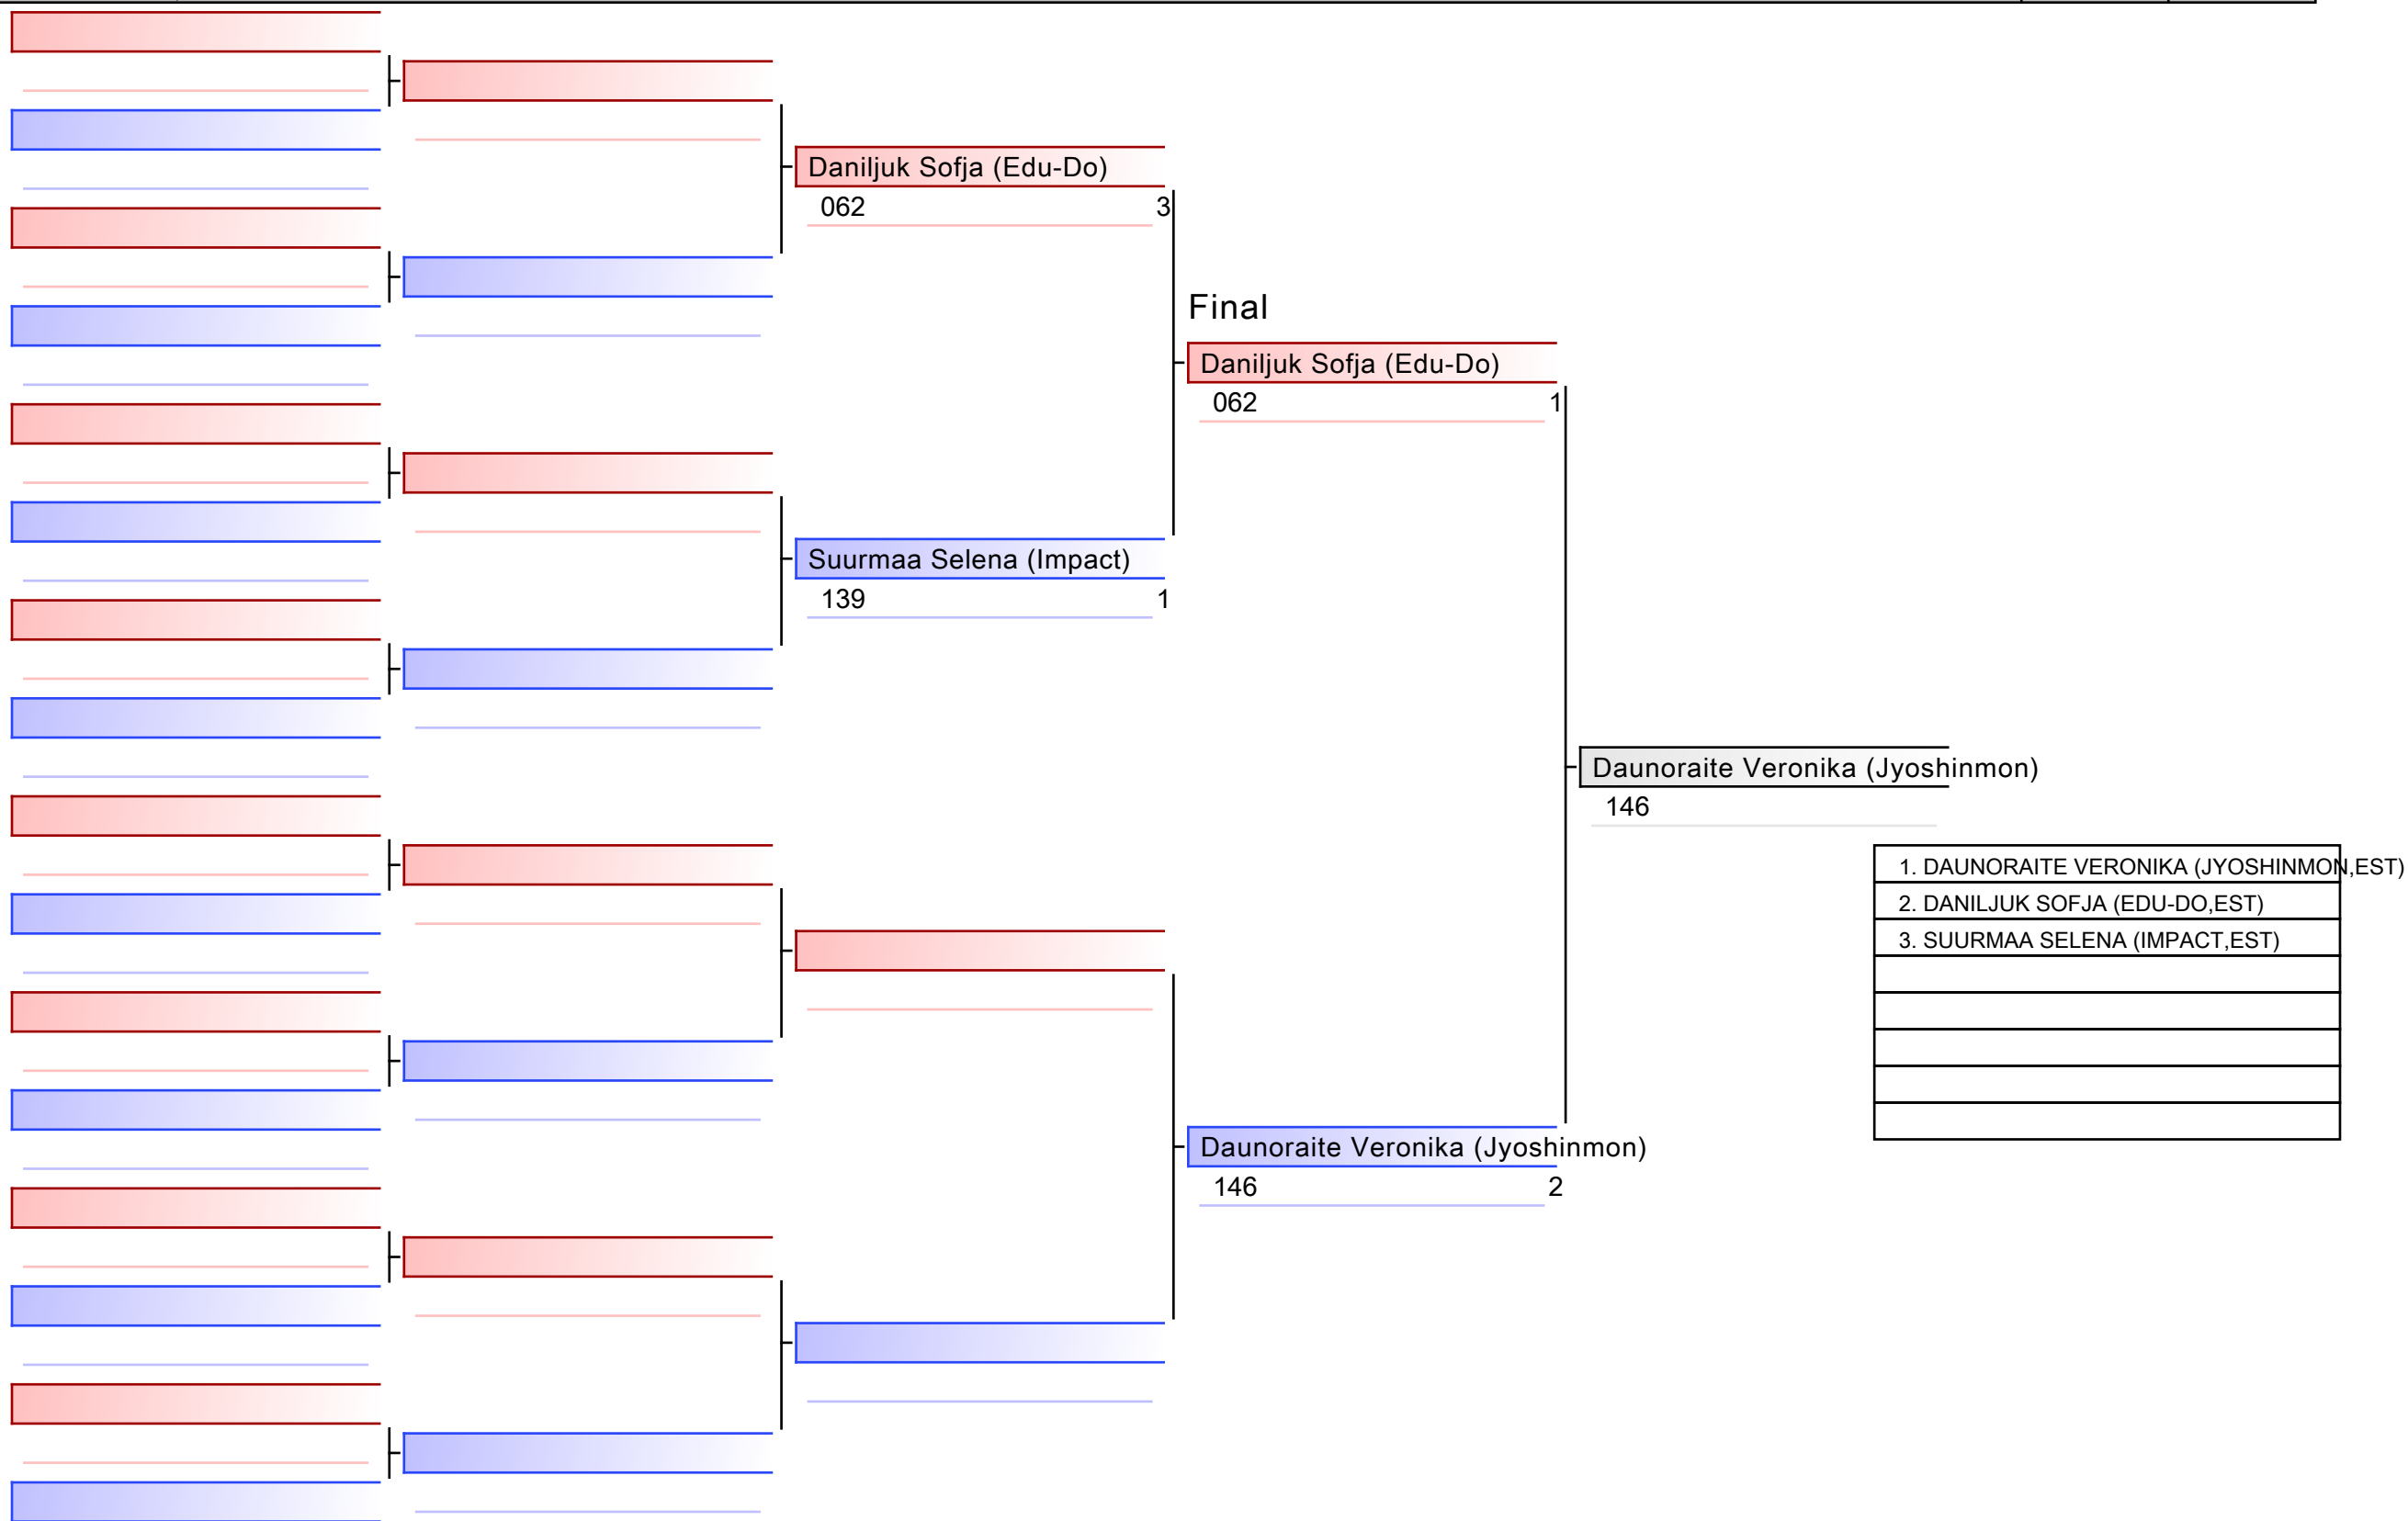 Daniljuk Sofja (Edu-Do)
062 3
Final
Daniljuk Sofja (Edu-Do)
062 1
Suurmaa Selena (Impact)
139 1
Daunoraite Veronika (Jyoshinmon)
146
1. DAUNORAITE VERONIKA (JYOSHINMON,EST)
2. DANILJUK SOFJA (EDU-DO,EST)
3. SUURMAA SELENA (IMPACT,EST)
Daunoraite Veronika (Jyoshinmon)
146 2